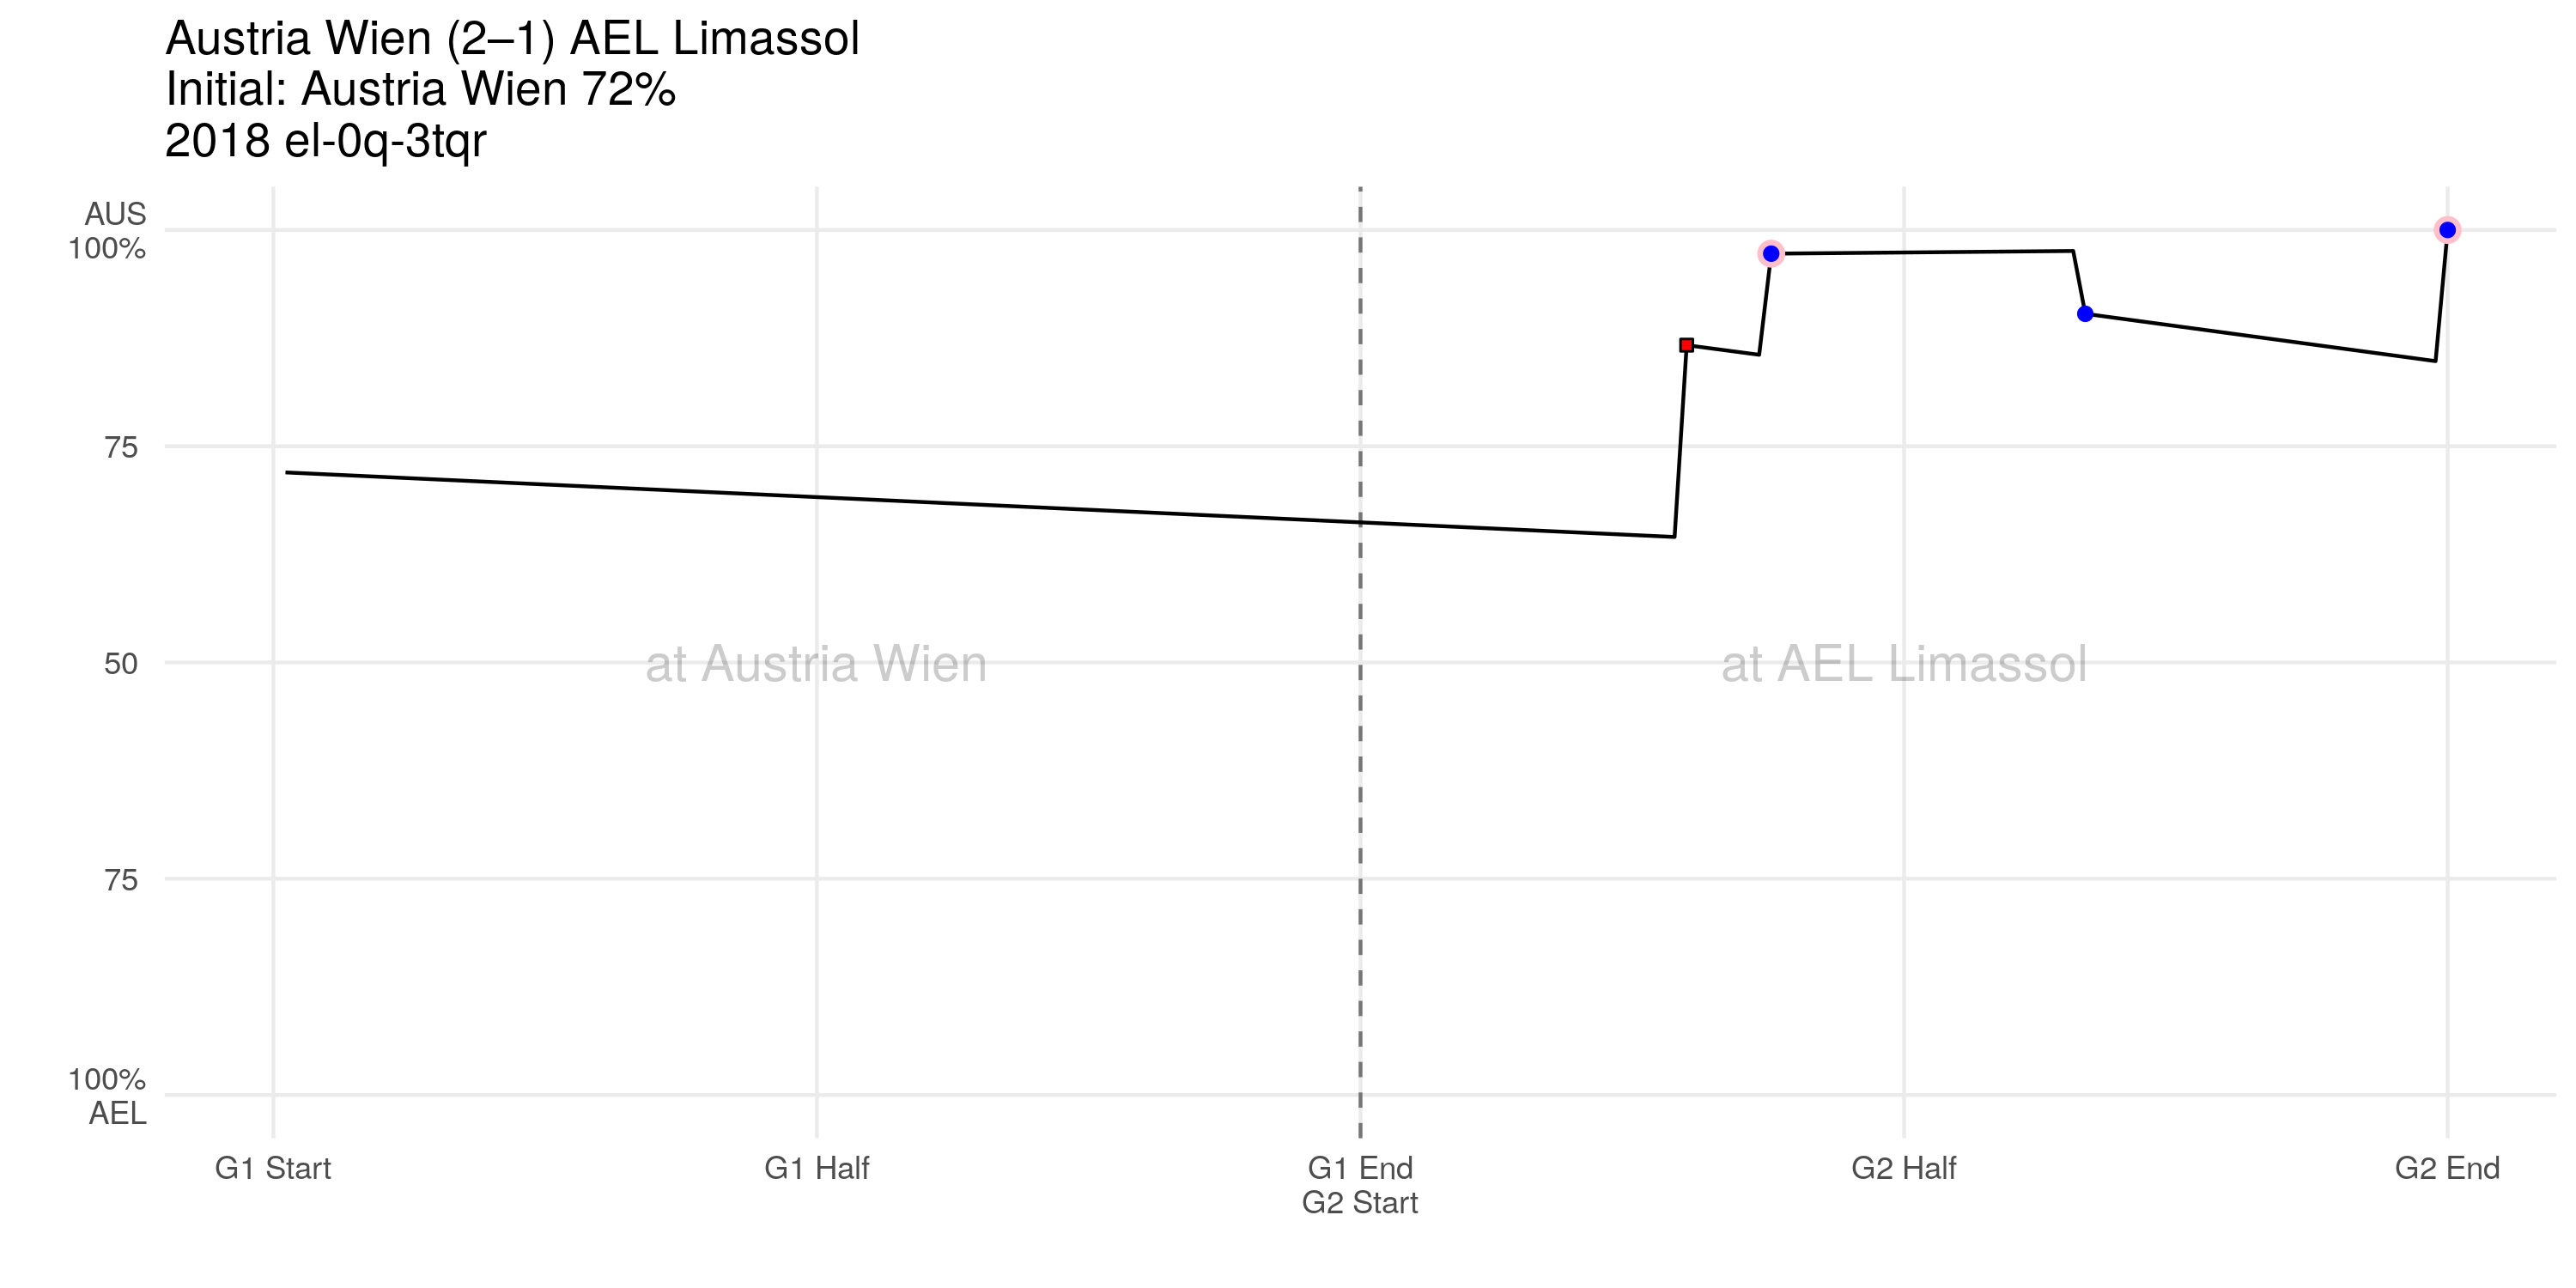 Austria Wien (2–1) AEL Limassol
Initial: Austria Wien 72%
2018 el-0q-3tqr
AUS
100%
75
50
75
100%
AEL
at Austria Wien
at AEL Limassol
G1 Start
G1 Half
G1 End
G2 Start
G2 Half
G2 End